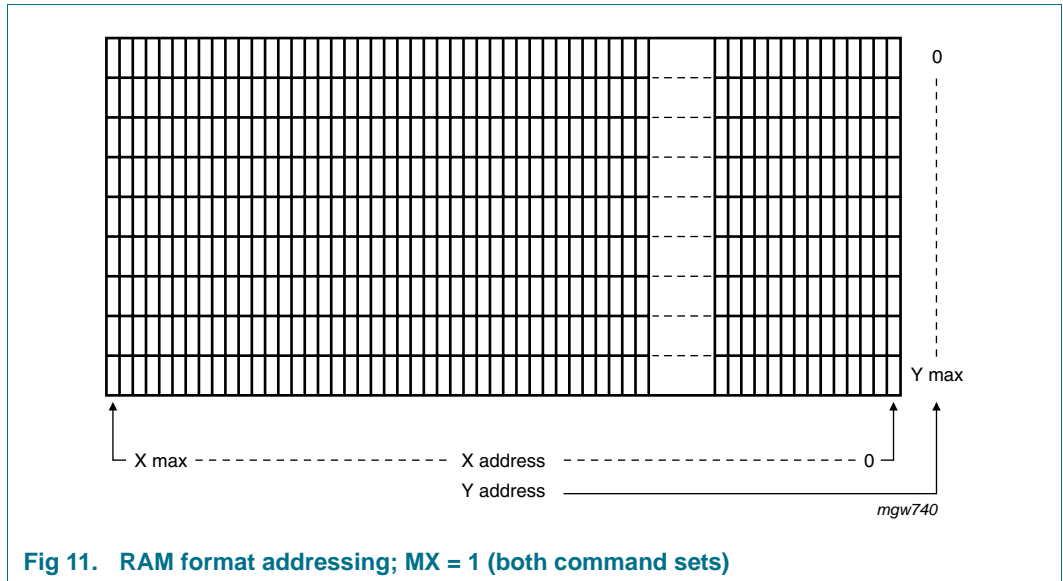 0
Y max
X max X address 0
Y address
mgw740
Fig 11. RAM format addressing; MX = 1 (both command sets)